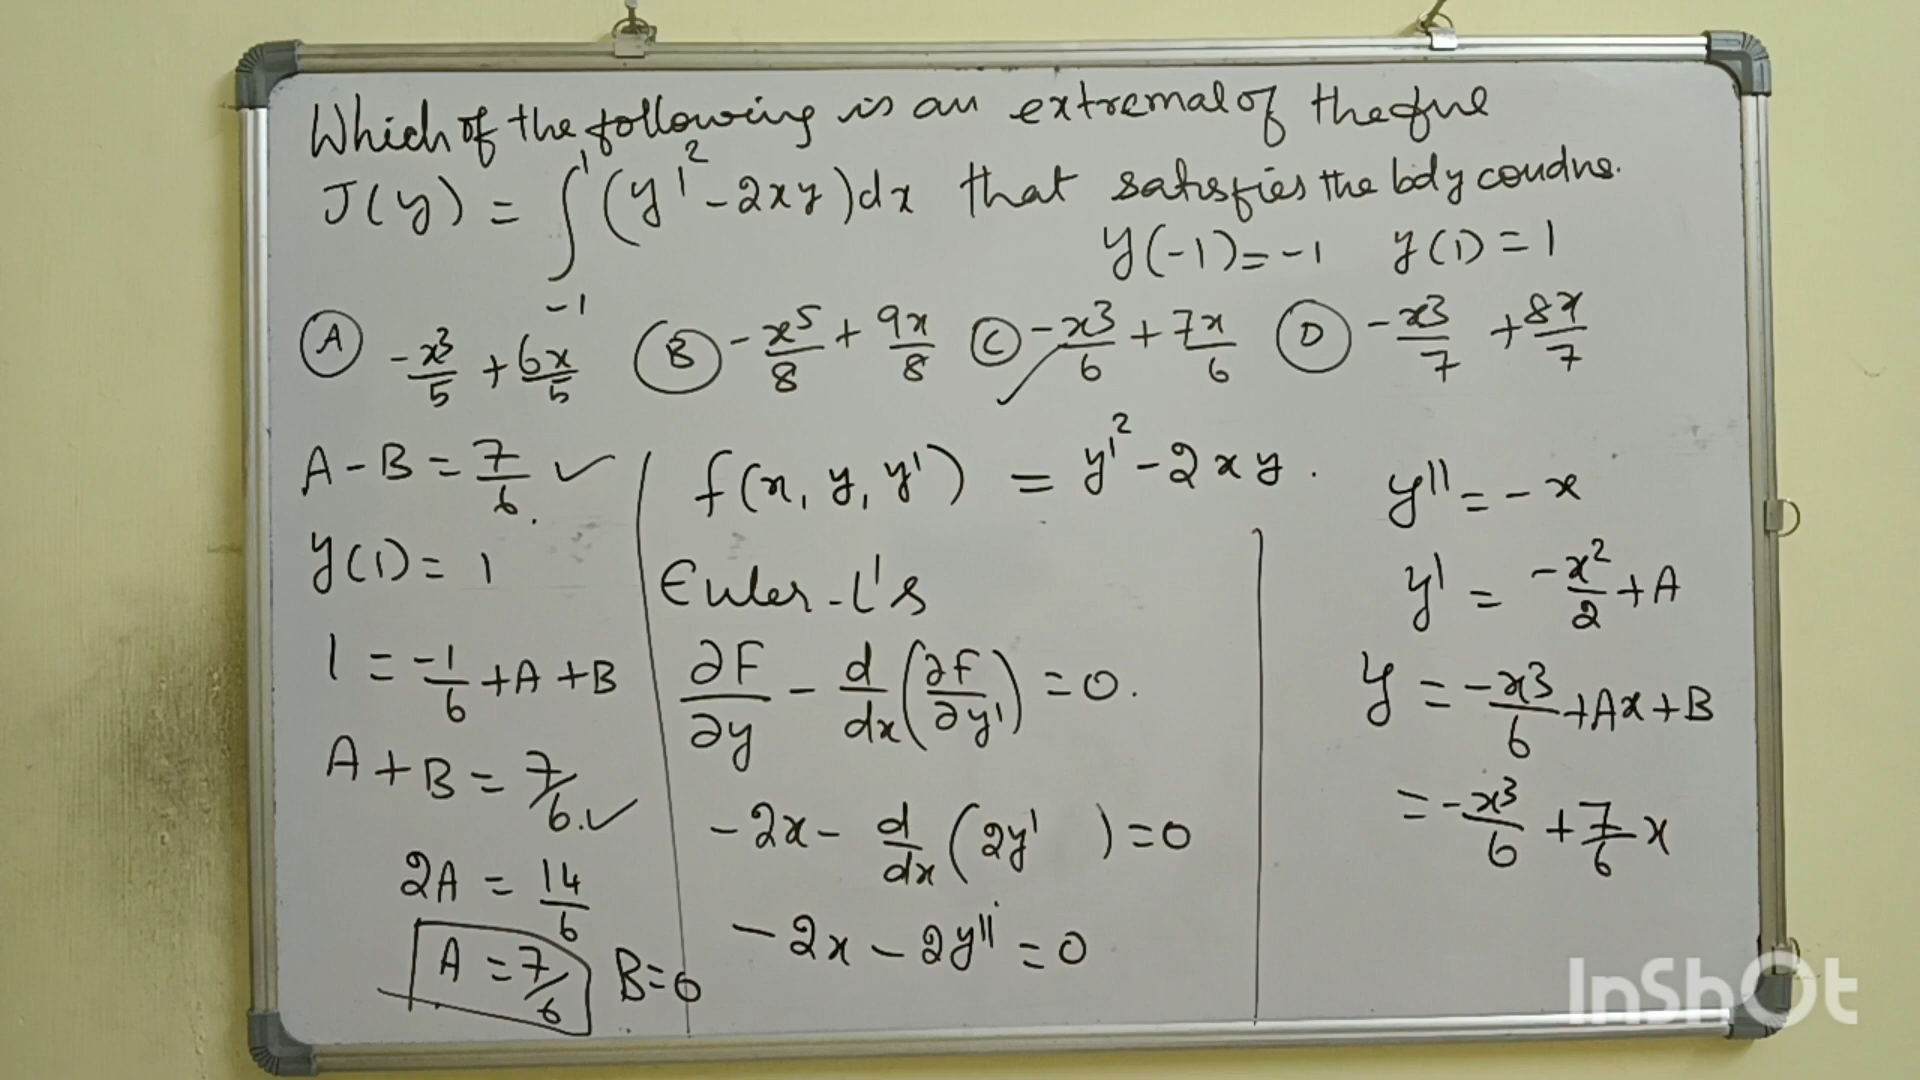 Which of the following is an extremal of the fnl
J(y) = ∫₋₁¹ (y'² - 2xy)dx that satisfies the bdy condns.
y(-1) = -1 y(1) = 1
(A) -x³/5 + 6x/5 (B) -x⁵/8 + 9x/8 (C) -x³/6 + 7x/6 (D) -x³/7 + 8x/7
A - B = 7/6 ✓
y(1) = 1
1 = -1/6 + A + B
A + B = 7/6. ✓
2A = 14/6
A = 7/6 B = 0
f(x, y, y') = y'² - 2xy.
Euler-L's
∂F/∂y - d/dx (∂F/∂y') = 0.
-2x - d/dx (2y') = 0
-2x - 2y'' = 0
y'' = -x
y' = -x²/2 + A
y = -x³/6 + Ax + B
= -x³/6 + 7/6 x
InShOt